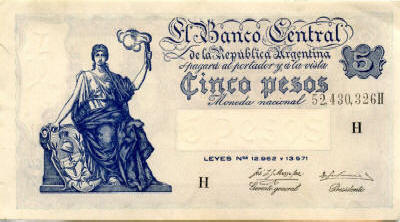 El Banco Central
de la República Argentina
pagará al portador y a la vista
5
Cinco pesos
Moneda nacional 52,430,326H
H
LEYES Nos 12.962 y 13.571
H
Gerente general
Presidente